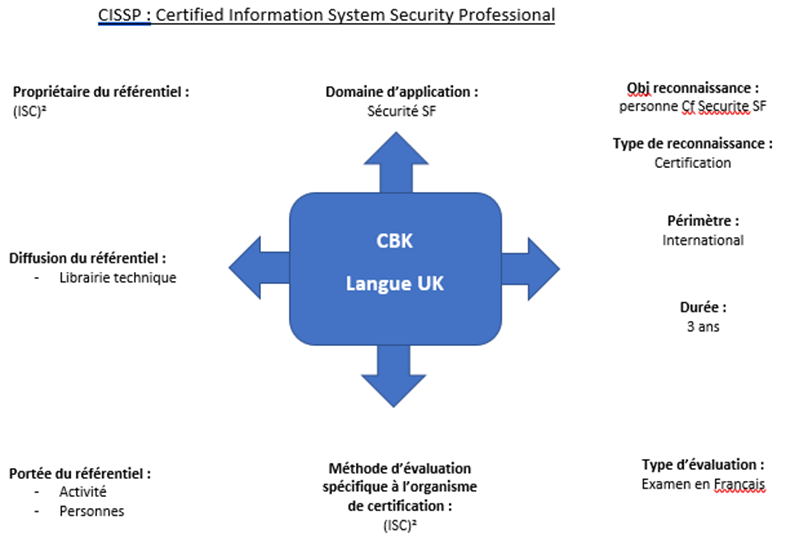 CISSP : Certified Information System Security Professional
Propriétaire du référentiel :
(ISC)²
Domaine d'application :
Sécurité SF
Obj reconnaissance :
personne Cf Securite SF
Type de reconnaissance :
Certification
Périmètre :
International
Durée :
3 ans
CBK
Langue UK
Diffusion du référentiel :
- Librairie technique
Portée du référentiel :
- Activité
- Personnes
Méthode d'évaluation
spécifique à l'organisme
de certification :
(ISC)²
Type d'évaluation :
Examen en Francais